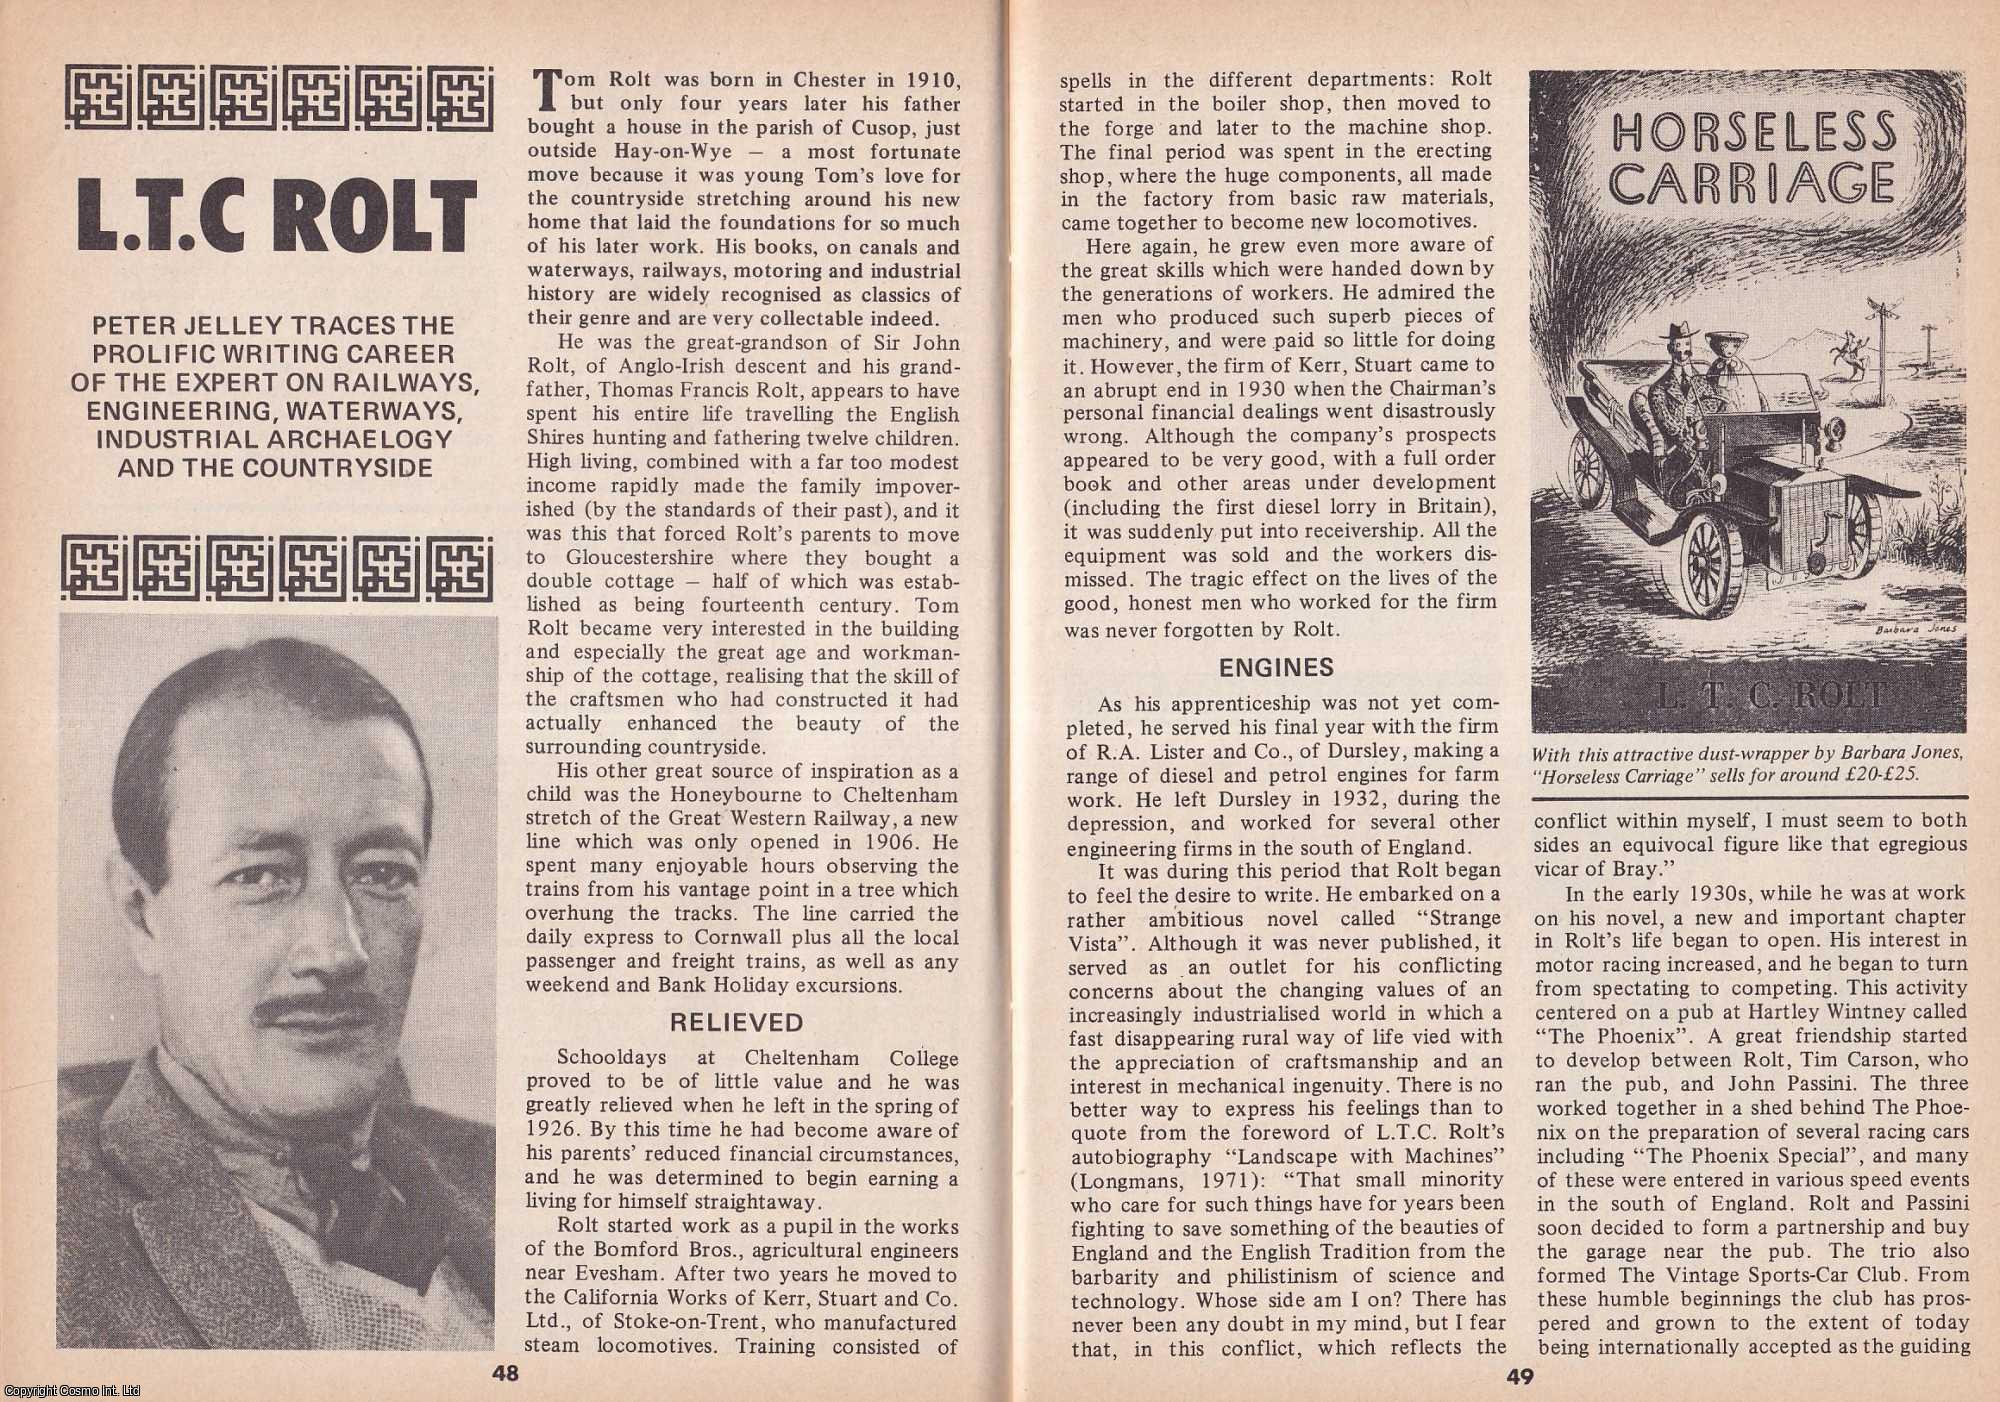 L.T.C ROLT
PETER JELLEY TRACES THE
PROLIFIC WRITING CAREER
OF THE EXPERT ON RAILWAYS,
ENGINEERING, WATERWAYS,
INDUSTRIAL ARCHAELOGY
AND THE COUNTRYSIDE
Tom Rolt was born in Chester in 1910,
but only four years later his father
bought a house in the parish of Cusop, just
outside Hay-on-Wye — a most fortunate
move because it was young Tom's love for
the countryside stretching around his new
home that laid the foundations for so much
of his later work. His books, on canals and
waterways, railways, motoring and industrial
history are widely recognised as classics of
their genre and are very collectable indeed.
He was the great-grandson of Sir John
Rolt, of Anglo-Irish descent and his grand-
father, Thomas Francis Rolt, appears to have
spent his entire life travelling the English
Shires hunting and fathering twelve children.
High living, combined with a far too modest
income rapidly made the family impover-
ished (by the standards of their past), and it
was this that forced Rolt's parents to move
to Gloucestershire where they bought a
double cottage — half of which was estab-
lished as being fourteenth century. Tom
Rolt became very interested in the building
and especially the great age and workman-
ship of the cottage, realising that the skill of
the craftsmen who had constructed it had
actually enhanced the beauty of the
surrounding countryside.
His other great source of inspiration as a
child was the Honeybourne to Cheltenham
stretch of the Great Western Railway, a new
line which was only opened in 1906. He
spent many enjoyable hours observing the
trains from his vantage point in a tree which
overhung the tracks. The line carried the
daily express to Cornwall plus all the local
passenger and freight trains, as well as any
weekend and Bank Holiday excursions.
RELIEVED
Schooldays at Cheltenham College
proved to be of little value and he was
greatly relieved when he left in the spring of
1926. By this time he had become aware of
his parents' reduced financial circumstances,
and he was determined to begin earning a
living for himself straightaway.
Rolt started work as a pupil in the works
of the Bomford Bros., agricultural engineers
near Evesham. After two years he moved to
the California Works of Kerr, Stuart and Co.
Ltd., of Stoke-on-Trent, who manufactured
steam locomotives. Training consisted of
48
Copyright Cosmo Int. Ltd
spells in the different departments: Rolt
started in the boiler shop, then moved to
the forge and later to the machine shop.
The final period was spent in the erecting
shop, where the huge components, all made
in the factory from basic raw materials,
came together to become new locomotives.
Here again, he grew even more aware of
the great skills which were handed down by
the generations of workers. He admired the
men who produced such superb pieces of
machinery, and were paid so little for doing
it. However, the firm of Kerr, Stuart came to
an abrupt end in 1930 when the Chairman's
personal financial dealings went disastrously
wrong. Although the company's prospects
appeared to be very good, with a full order
book and other areas under development
(including the first diesel lorry in Britain),
it was suddenly put into receivership. All the
equipment was sold and the workers dis-
missed. The tragic effect on the lives of the
good, honest men who worked for the firm
was never forgotten by Rolt.
ENGINES
As his apprenticeship was not yet com-
pleted, he served his final year with the firm
of R.A. Lister and Co., of Dursley, making a
range of diesel and petrol engines for farm
work. He left Dursley in 1932, during the
depression, and worked for several other
engineering firms in the south of England.
It was during this period that Rolt began
to feel the desire to write. He embarked on a
rather ambitious novel called "Strange
Vista". Although it was never published, it
served as an outlet for his conflicting
concerns about the changing values of an
increasingly industrialised world in which a
fast disappearing rural way of life vied with
the appreciation of craftsmanship and an
interest in mechanical ingenuity. There is no
better way to express his feelings than to
quote from the foreword of L.T.C. Rolt's
autobiography "Landscape with Machines"
(Longmans, 1971): "That small minority
who care for such things have for years been
fighting to save something of the beauties of
England and the English Tradition from the
barbarity and philistinism of science and
technology. Whose side am I on? There has
never been any doubt in my mind, but I fear
that, in this conflict, which reflects the
HORSELESS
CARRIAGE
Barbara Jones
L. T. C. ROLT
With this attractive dust-wrapper by Barbara Jones,
"Horseless Carriage" sells for around £20-£25.
conflict within myself, I must seem to both
sides an equivocal figure like that egregious
vicar of Bray."
In the early 1930s, while he was at work
on his novel, a new and important chapter
in Rolt's life began to open. His interest in
motor racing increased, and he began to turn
from spectating to competing. This activity
centered on a pub at Hartley Wintney called
"The Phoenix". A great friendship started
to develop between Rolt, Tim Carson, who
ran the pub, and John Passini. The three
worked together in a shed behind The Phoe-
nix on the preparation of several racing cars
including "The Phoenix Special", and many
of these were entered in various speed events
in the south of England. Rolt and Passini
soon decided to form a partnership and buy
the garage near the pub. The trio also
formed The Vintage Sports-Car Club. From
these humble beginnings the club has pros-
pered and grown to the extent of today
being internationally accepted as the guiding
49